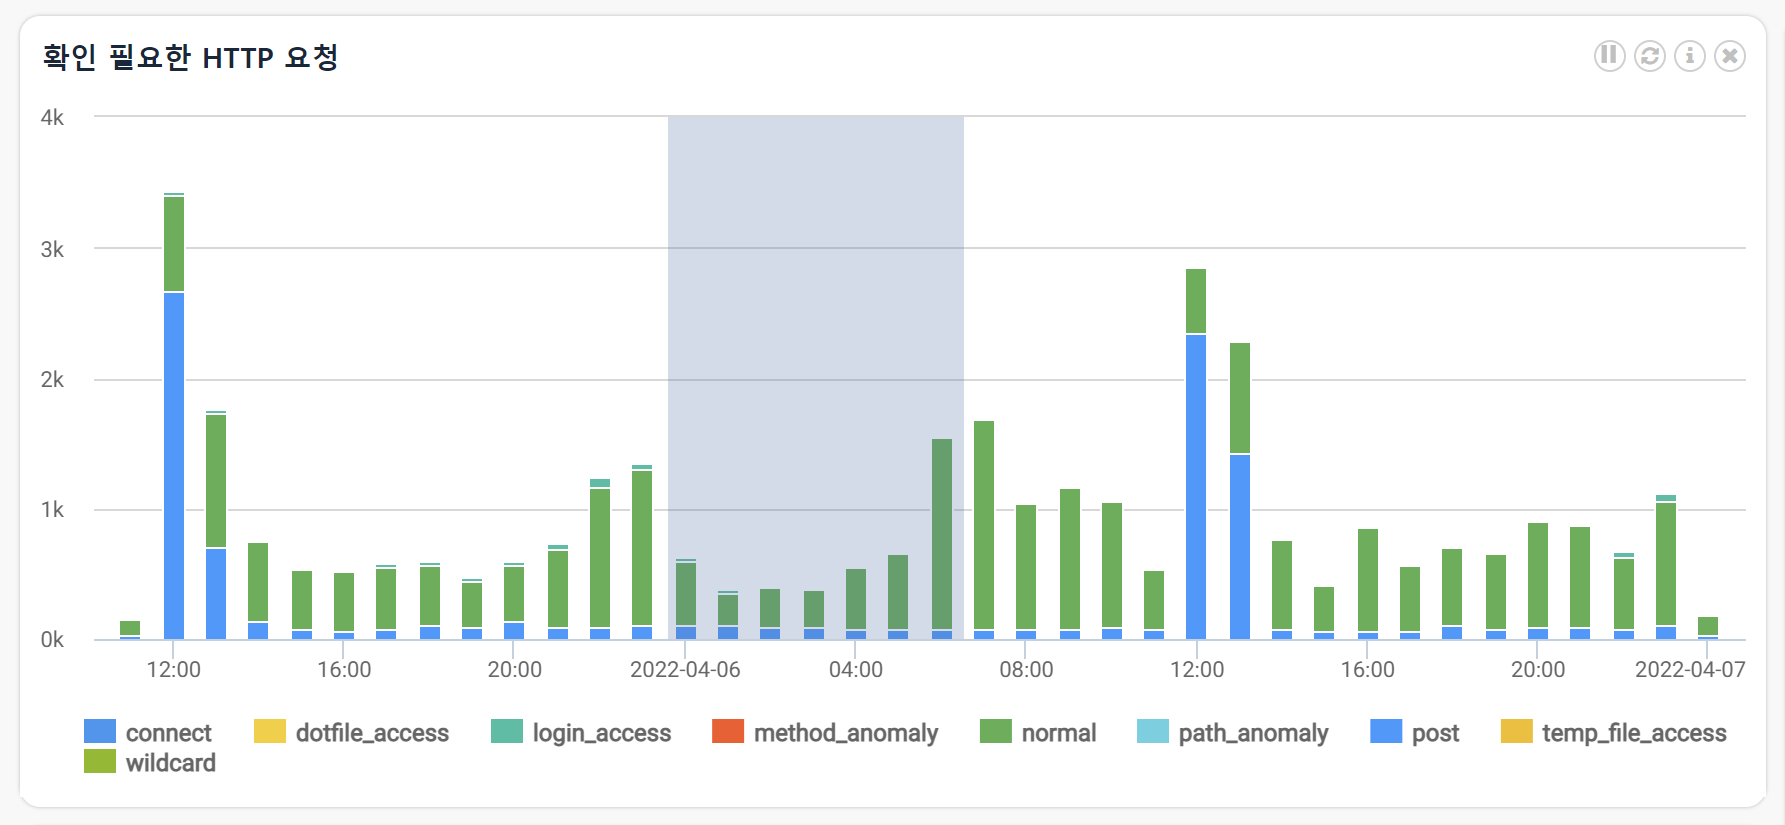 확인 필요한 HTTP 요청
4k
3k
2k
1k
0k
12:00 16:00 20:00 2022-04-06 04:00 08:00 12:00 16:00 20:00 2022-04-07
connect dotfile_access login_access method_anomaly normal path_anomaly post temp_file_access
wildcard